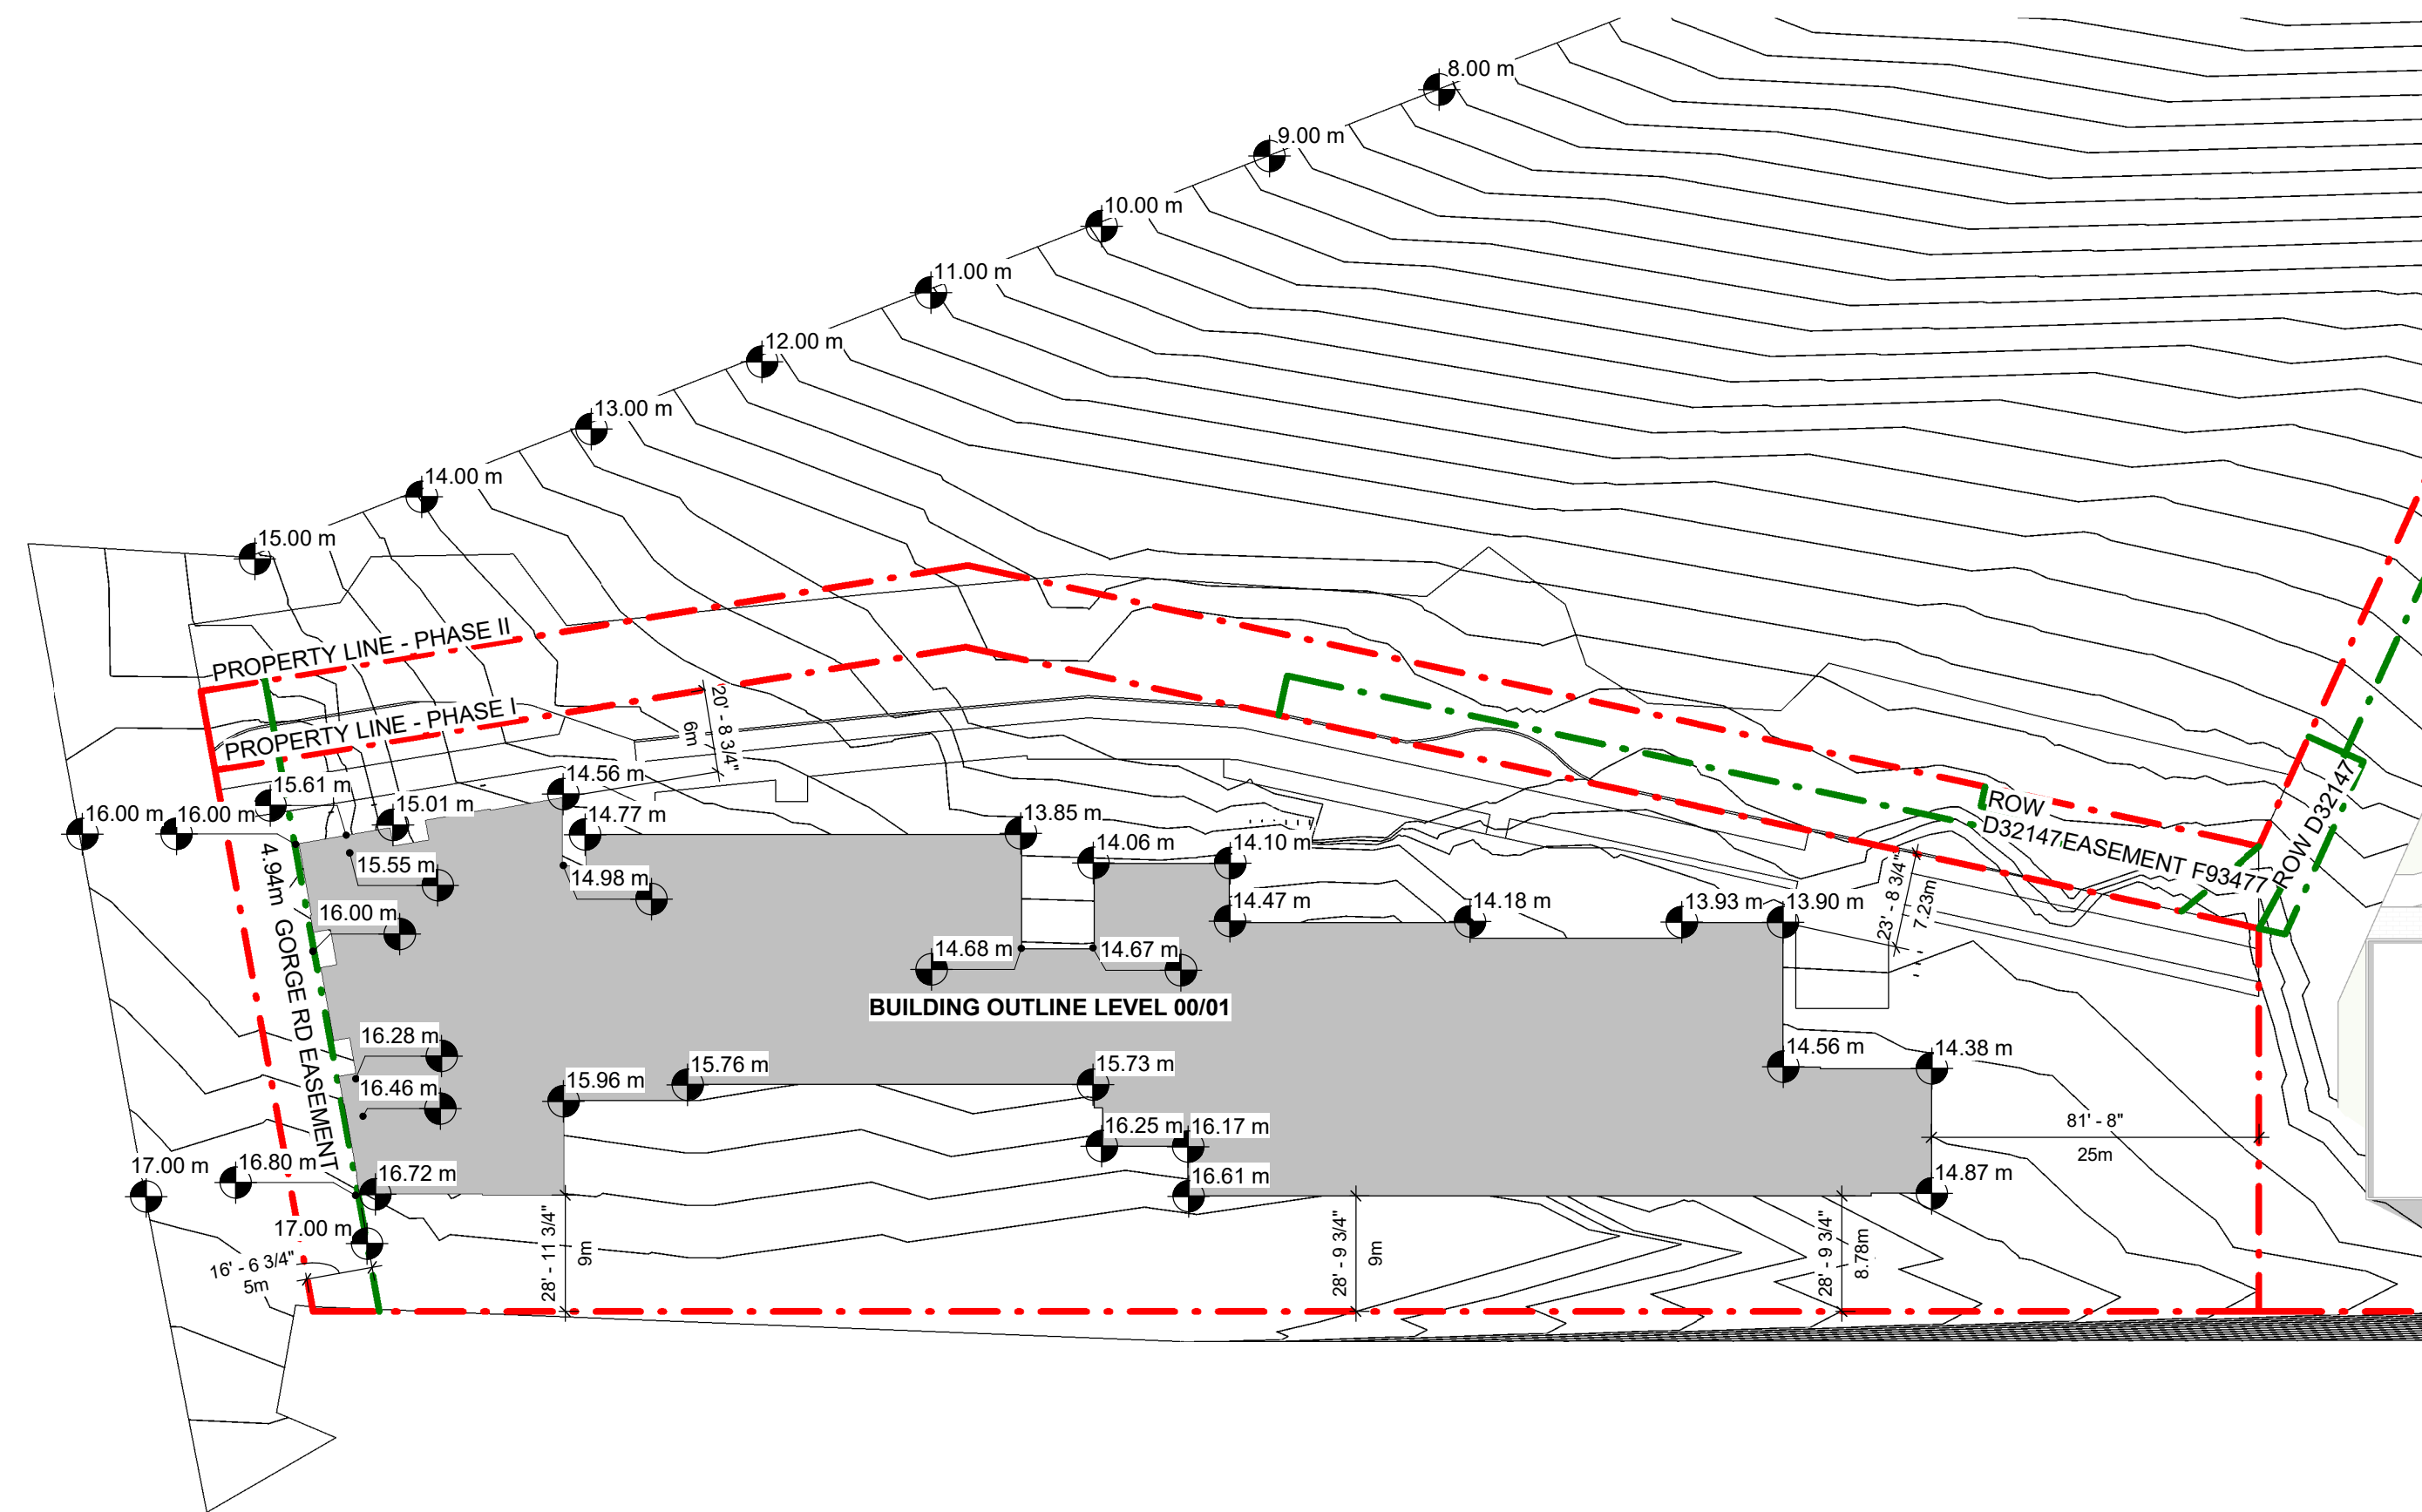 8.00 m
9.00 m
10.00 m
11.00 m
12.00 m
13.00 m
14.00 m
15.00 m
PROPERTY LINE - PHASE II
PROPERTY LINE - PHASE I
20' - 8 3/4"
6m
14.56 m
15.61 m
15.01 m
14.77 m
13.85 m
16.00 m
16.00 m
14.06 m
14.10 m
ROW
D32147
EASEMENT F93477
ROW D32147
15.55 m
14.98 m
4.94m
GORGE RD EASEMENT
16.00 m
14.47 m
14.18 m
13.93 m
13.90 m
23' - 8 3/4"
7.23m
14.68 m
14.67 m
BUILDING OUTLINE LEVEL 00/01
16.28 m
15.76 m
15.73 m
14.56 m
14.38 m
16.46 m
15.96 m
16.25 m
16.17 m
81' - 8"
25m
17.00 m
16.80 m
16.72 m
16.61 m
14.87 m
17.00 m
16' - 6 3/4"
5m
28' - 11 3/4"
9m
28' - 9 3/4"
9m
28' - 9 3/4"
8.78m